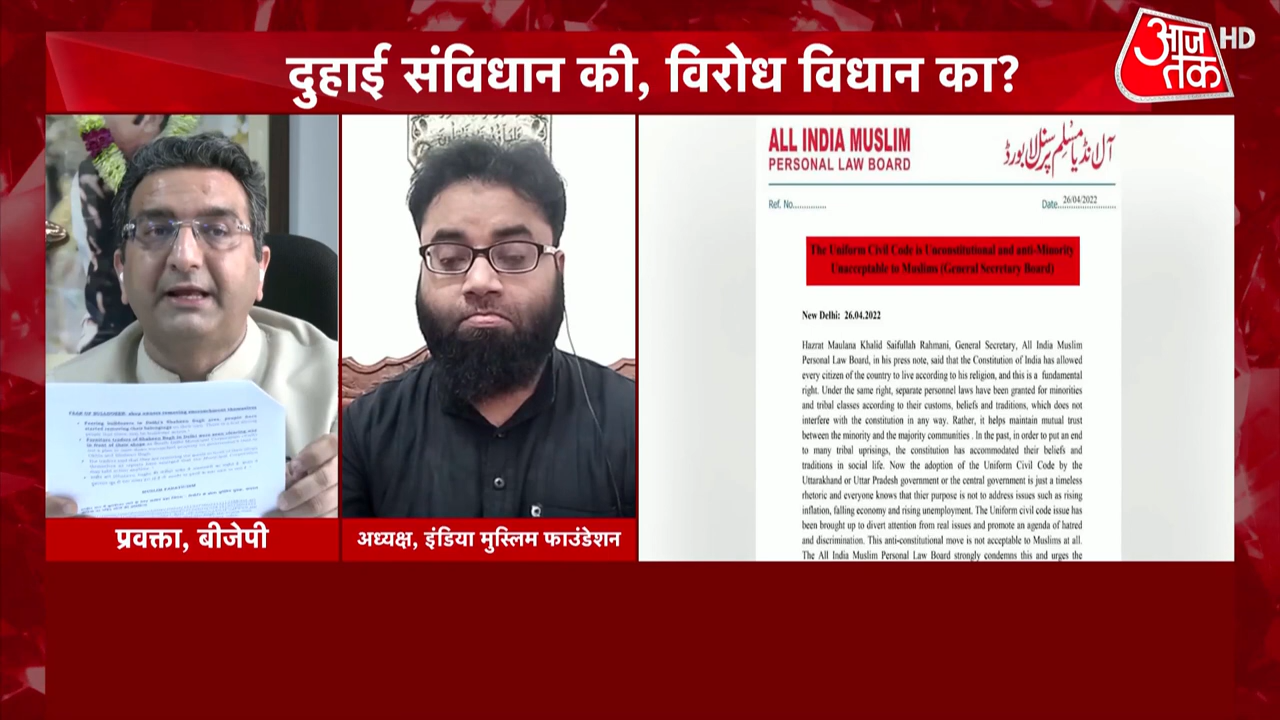 दुहाई संविधान की, विरोध विधान का?
आज तक HD
प्रवक्ता, बीजेपी
अध्यक्ष, इंडिया मुस्लिम फाउंडेशन
ALL INDIA MUSLIM
PERSONAL LAW BOARD
آل انڈیا مسلم پرسنل لا بورڈ
Ref. No..............
Date..26/04/2022
The Uniform Civil Code is Unconstitutional and anti-Minority
Unacceptable to Muslims (General Secretary Board)
New Delhi: 26.04.2022
Hazrat Maulana Khalid Saifullah Rahmani, General Secretary, All India Muslim
Personal Law Board, in his press note, said that the Constitution of India has allowed
every citizen of the country to live according to his religion, and this is a fundamental
right. Under the same right, separate personnel laws have been granted for minorities
and tribal classes according to their customs, beliefs and traditions, which does not
interfere with the constitution in any way. Rather, it helps maintain mutual trust
between the minority and the majority communities . In the past, in order to put an end
to many tribal uprisings, the constitution has accommodated their beliefs and
traditions in social life. Now the adoption of the Uniform Civil Code by the
Uttarakhand or Uttar Pradesh government or the central government is just a timeless
rhetoric and everyone knows that thier purpose is not to address issues such as rising
inflation, falling economy and rising unemployment. The Uniform civil code issue has
been brought up to divert attention from real issues and promote an agenda of hatred
and discrimination. This anti-constitutional move is not acceptable to Muslims at all.
The All India Muslim Personal Law Board strongly condemns this and urges the